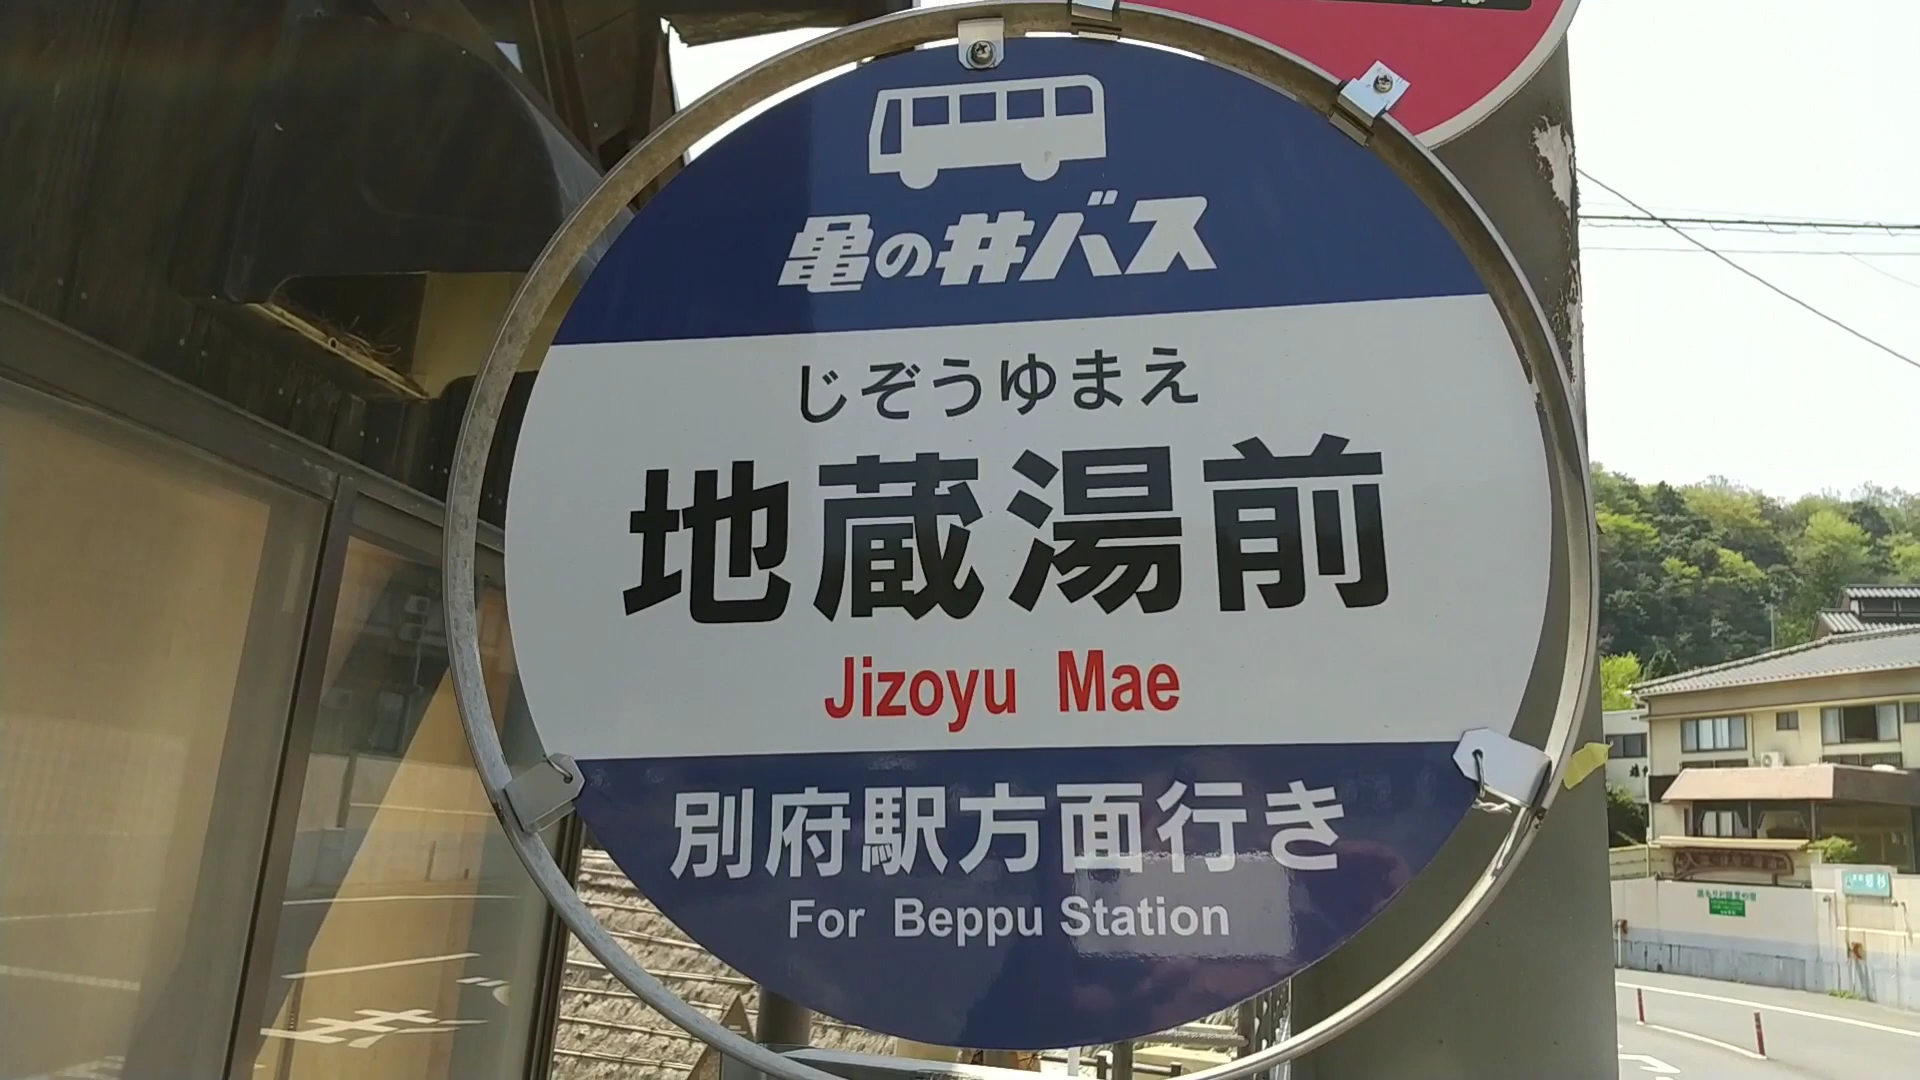 亀の井バス
じぞうゆまえ
地蔵湯前
Jizoyu Mae
別府駅方面行き
For Beppu Station